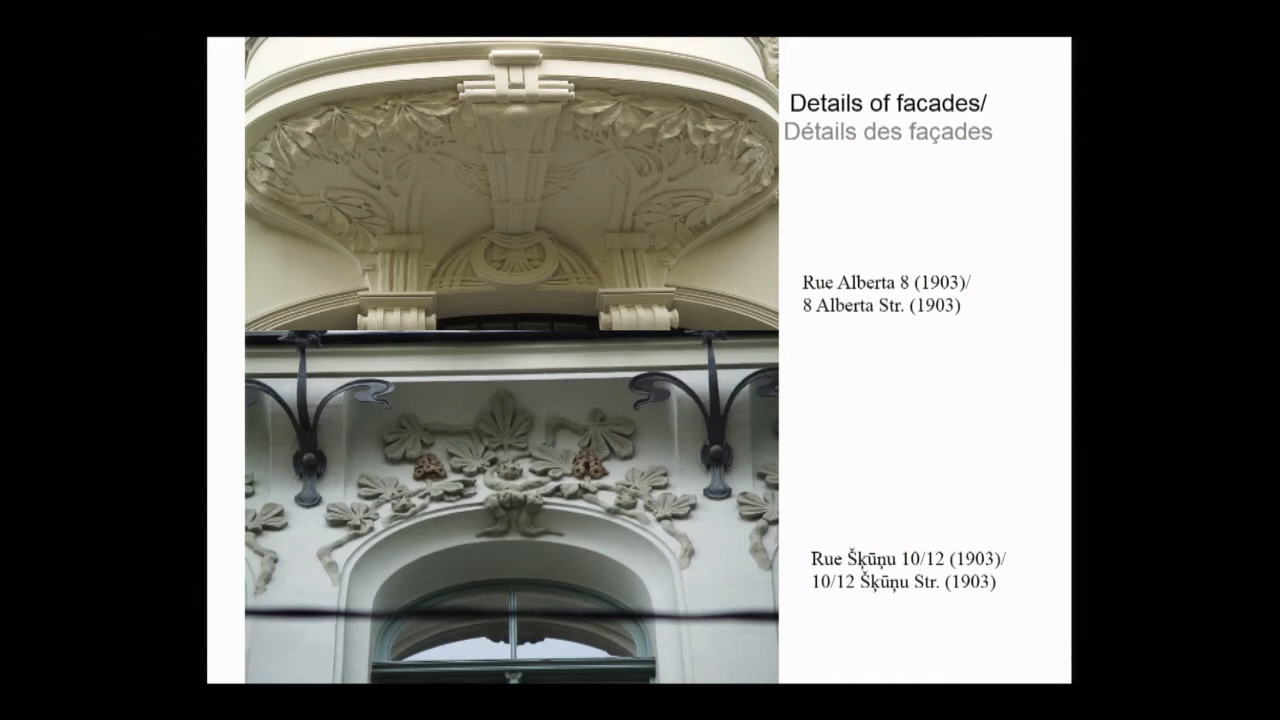 Details of facades/
Détails des façades
Rue Alberta 8 (1903)/
8 Alberta Str. (1903)
Rue Šķūņu 10/12 (1903)/
10/12 Šķūņu Str. (1903)